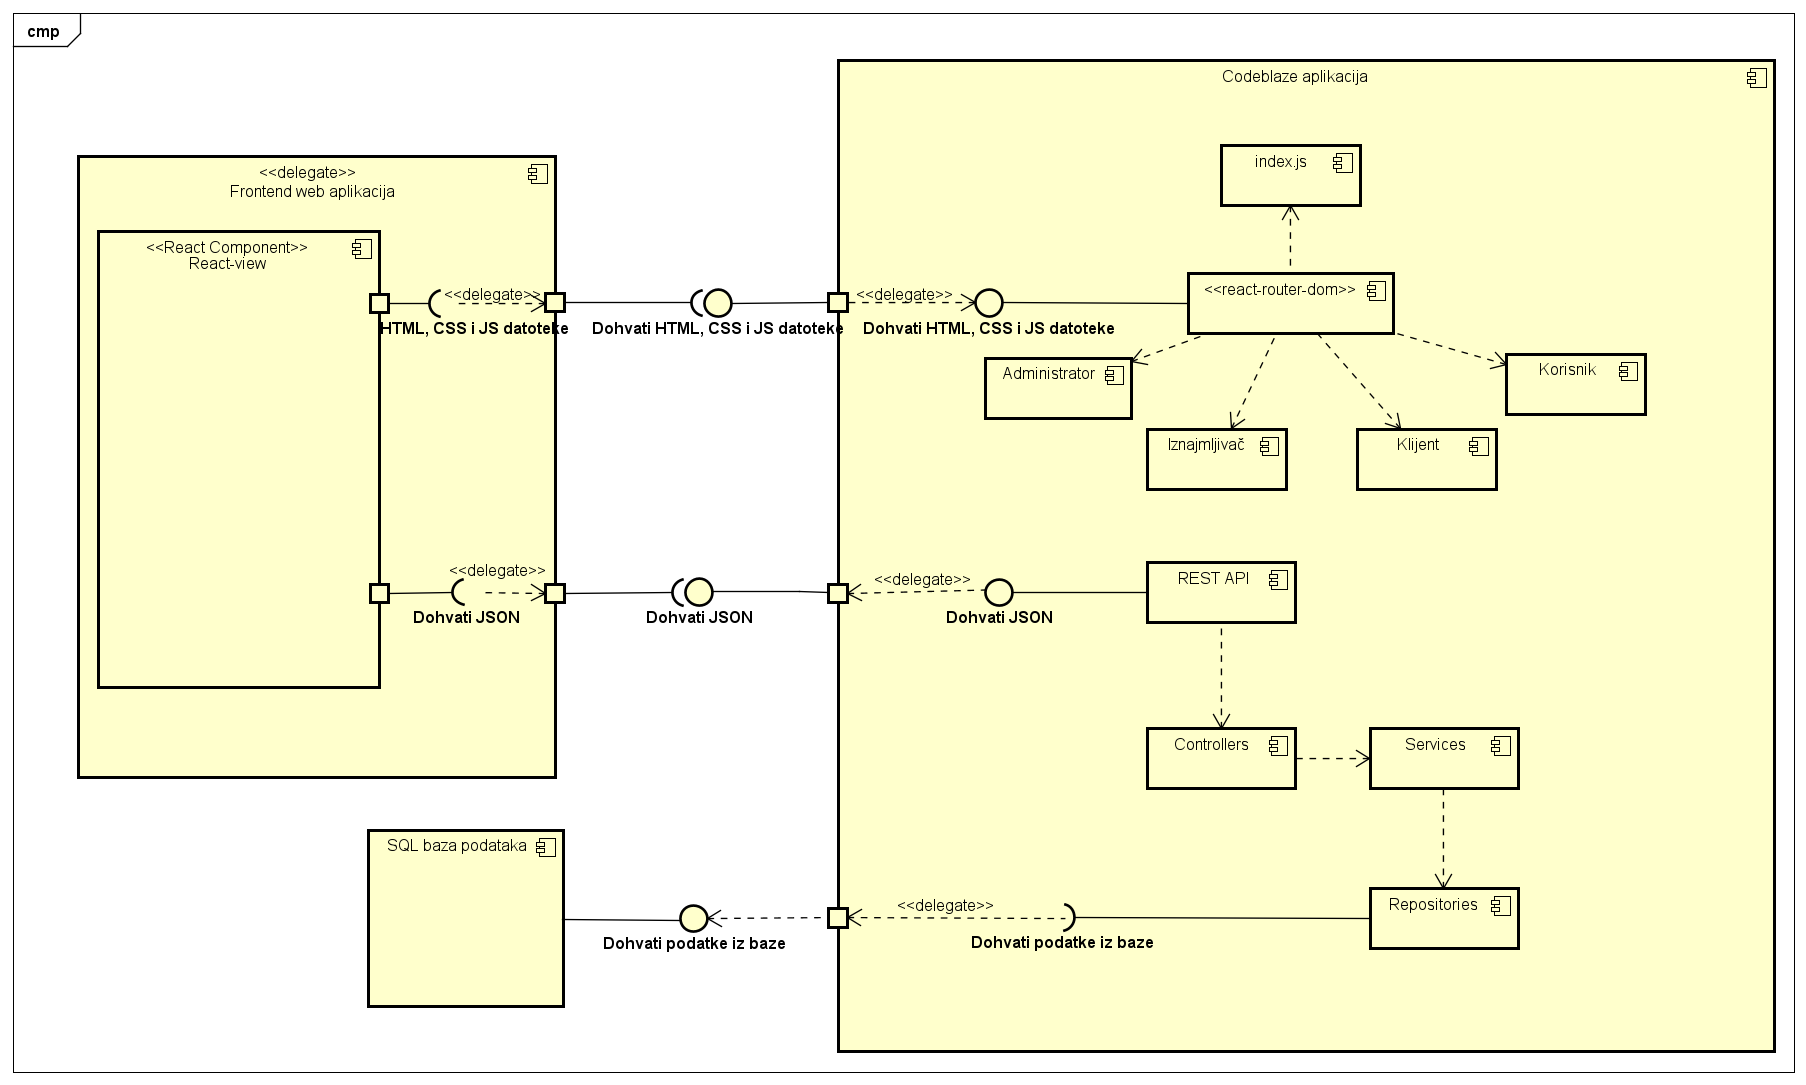 cmp
Codeblaze aplikacija
index.js
<<delegate>>
Frontend web aplikacija
<<React Component>>
React-view
<<delegate>>
HTML, CSS i JS datoteke
Dohvati HTML, CSS i JS datoteke
<<delegate>>
Dohvati HTML, CSS i JS datoteke
<<react-router-dom>>
Administrator
Korisnik
Iznajmljivač
Klijent
<<delegate>>
Dohvati JSON
Dohvati JSON
<<delegate>>
Dohvati JSON
REST API
Controllers
Services
SQL baza podataka
Dohvati podatke iz baze
<<delegate>>
Dohvati podatke iz baze
Repositories